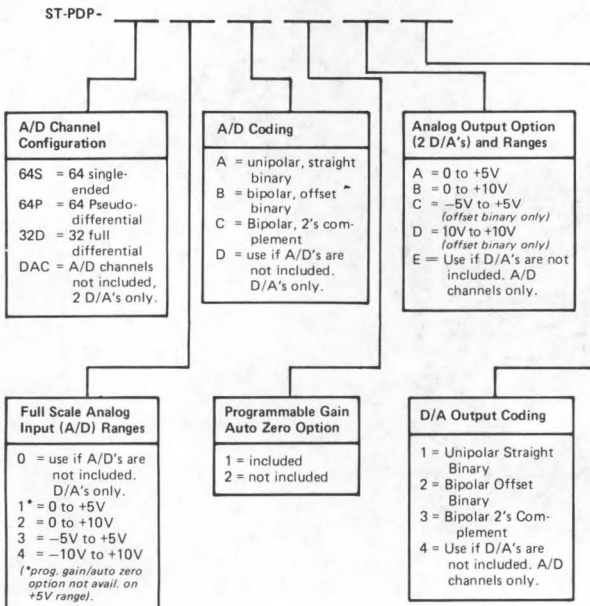 ST-PDP-
A/D Channel
Configuration
64S = 64 single-
ended
64P = 64 Pseudo-
differential
32D = 32 full
differential
DAC = A/D channels
not included,
2 D/A's only.
A/D Coding
A = unipolar, straight
binary
B = bipolar, offset
binary
C = Bipolar, 2's com-
plement
D = use if A/D's are
not included.
D/A's only.
Analog Output Option
(2 D/A's) and Ranges
A = 0 to +5V
B = 0 to +10V
C = −5V to +5V
(offset binary only)
D = 10V to +10V
(offset binary only)
E = Use if D/A's are not
included. A/D
channels only.
Full Scale Analog
Input (A/D) Ranges
0 = use if A/D's are
not included.
D/A's only.
1* = 0 to +5V
2 = 0 to +10V
3 = −5V to +5V
4 = −10V to +10V
(*prog. gain/auto zero
option not avail. on
+5V range).
Programmable Gain
Auto Zero Option
1 = included
2 = not included
D/A Output Coding
1 = Unipolar Straight
Binary
2 = Bipolar Offset
Binary
3 = Bipolar 2's Com-
plement
4 = Use if D/A's are
not included. A/D
channels only.